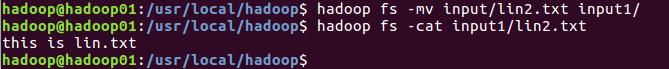 hadoop@hadoop01:/usr/local/hadoop$ hadoop fs -mv input/lin2.txt input1/
hadoop@hadoop01:/usr/local/hadoop$ hadoop fs -cat input1/lin2.txt
this is lin.txt
hadoop@hadoop01:/usr/local/hadoop$